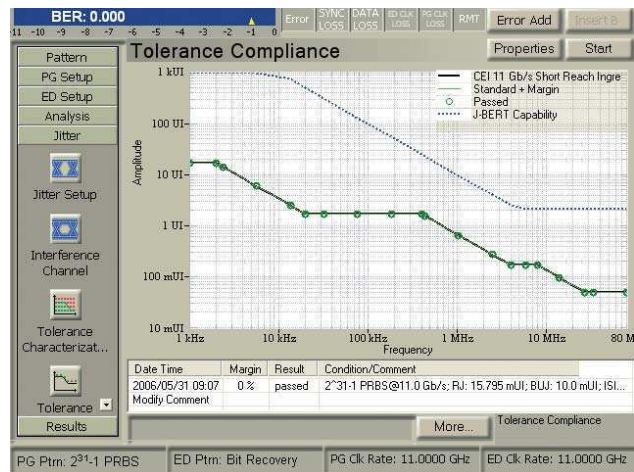 BER: 0.000
-11 -10 -9 -8 -7 -6 -5 -4 -3 -2 -1 0
Error
SYNC LOSS
DATA LOSS
ED CLK LOSS
PG CLK LOSS
RMT
Error Add
Insert B
Tolerance Compliance
Properties
Start
Pattern
PG Setup
ED Setup
Analysis
Jitter
Jitter Setup
Interference
Channel
Tolerance
Characterizat...
Tolerance
Results
CEI 11 Gb/s Short Reach Ingre
Standard + Margin
Passed
J-BERT Capability
Amplitude
1 kUI
100 UI
10 UI
1 UI
100 mUI
10 mUI
1 kHz 10 kHz 100 kHz 1 MHz 10 MHz 80 M
Frequency
Date Time Margin Result Condition/Comment
2006/05/31 09:07 0 % passed 2^31-1 PRBS@11.0 Gb/s; RJ: 15.795 mUI; BUJ: 10.0 mUI; ISI...
Modify Comment
More...
Tolerance Compliance
PG Ptrn: 2³¹-1 PRBS
ED Ptrn: Bit Recovery
PG Clk Rate: 11.0000 GHz
ED Clk Rate: 11.0000 GHz